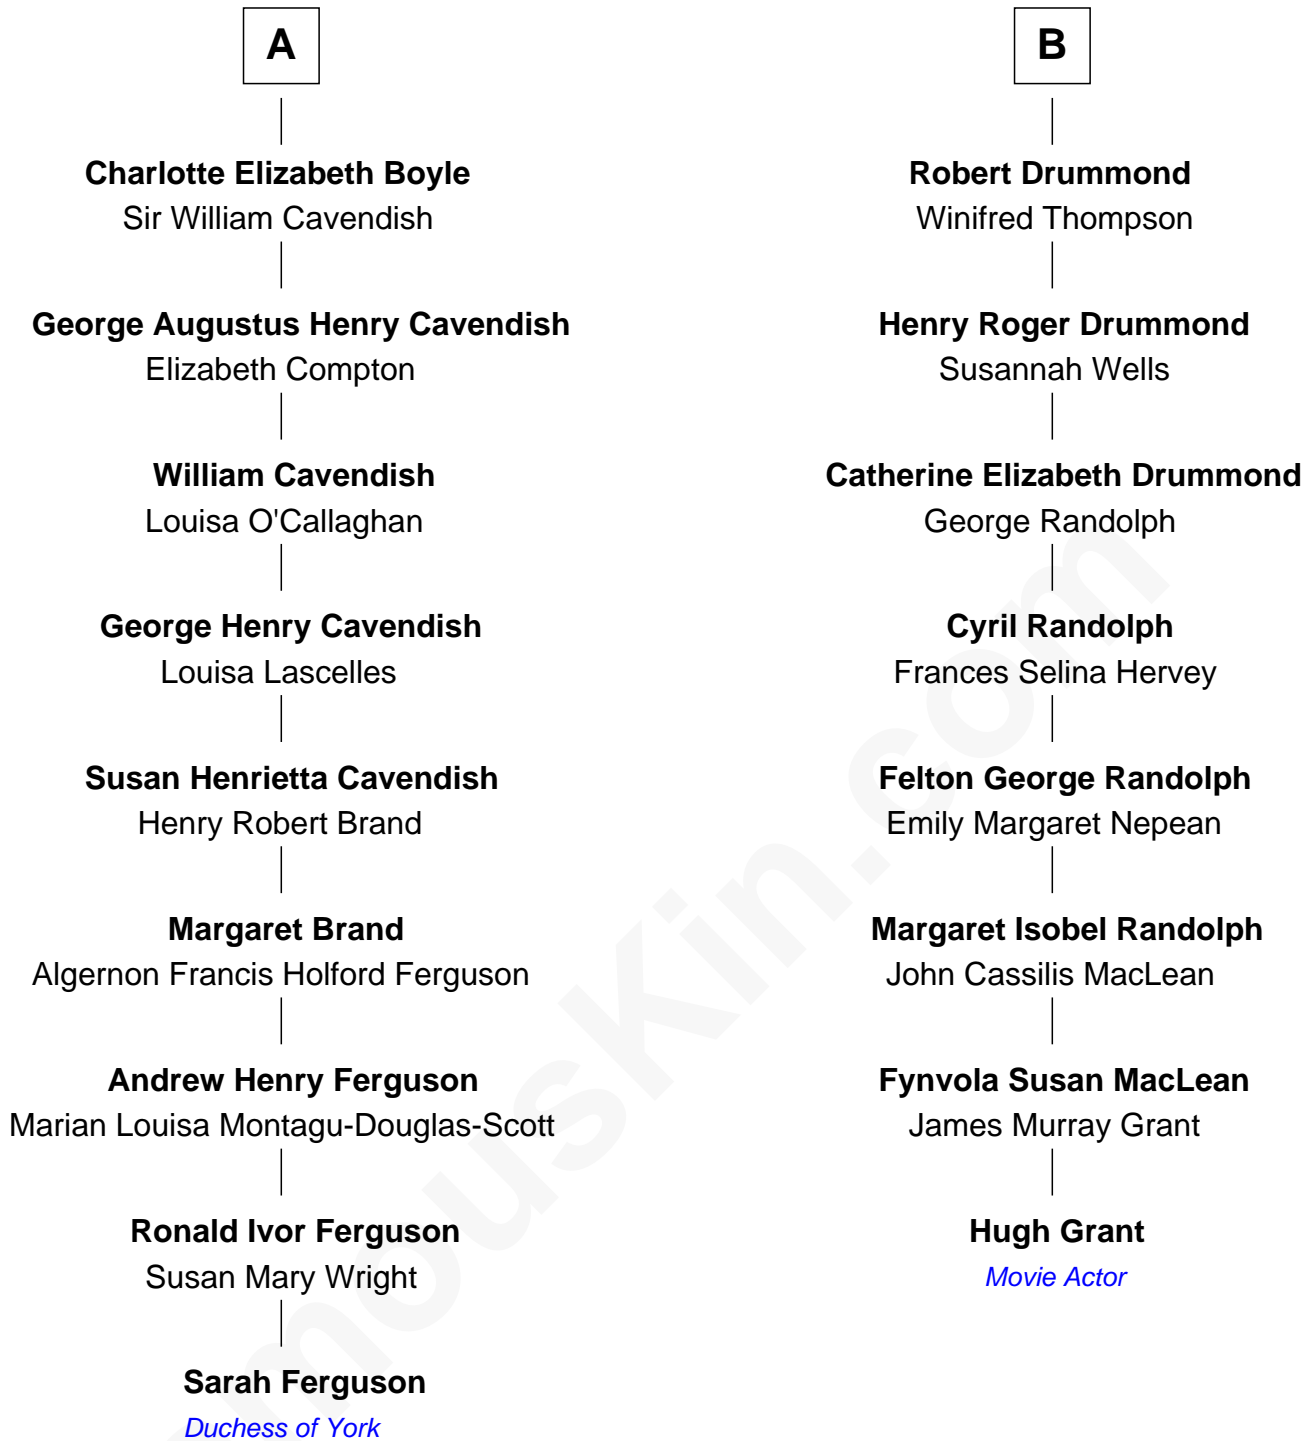 A
Charlotte Elizabeth Boyle
Sir William Cavendish
George Augustus Henry Cavendish
Elizabeth Compton
William Cavendish
Louisa O'Callaghan
George Henry Cavendish
Louisa Lascelles
Susan Henrietta Cavendish
Henry Robert Brand
Margaret Brand
Algernon Francis Holford Ferguson
Andrew Henry Ferguson
Marian Louisa Montagu-Douglas-Scott
Ronald Ivor Ferguson
Susan Mary Wright
Sarah Ferguson
Duchess of York
B
Robert Drummond
Winifred Thompson
Henry Roger Drummond
Susannah Wells
Catherine Elizabeth Drummond
George Randolph
Cyril Randolph
Frances Selina Hervey
Felton George Randolph
Emily Margaret Nepean
Margaret Isobel Randolph
John Cassilis MacLean
Fynvola Susan MacLean
James Murray Grant
Hugh Grant
Movie Actor
mouskin.com